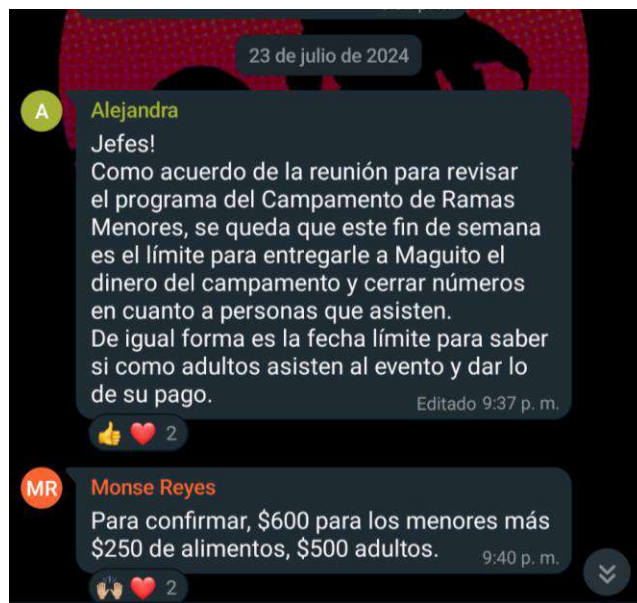 23 de julio de 2024
A
Alejandra
Jefes!
Como acuerdo de la reunión para revisar
el programa del Campamento de Ramas
Menores, se queda que este fin de semana
es el límite para entregarle a Maguito el
dinero del campamento y cerrar números
en cuanto a personas que asisten.
De igual forma es la fecha límite para saber
si como adultos asisten al evento y dar lo
de su pago.
Editado 9:37 p. m.
2
MR
Monse Reyes
Para confirmar, $600 para los menores más
$250 de alimentos, $500 adultos.
9:40 p. m.
2